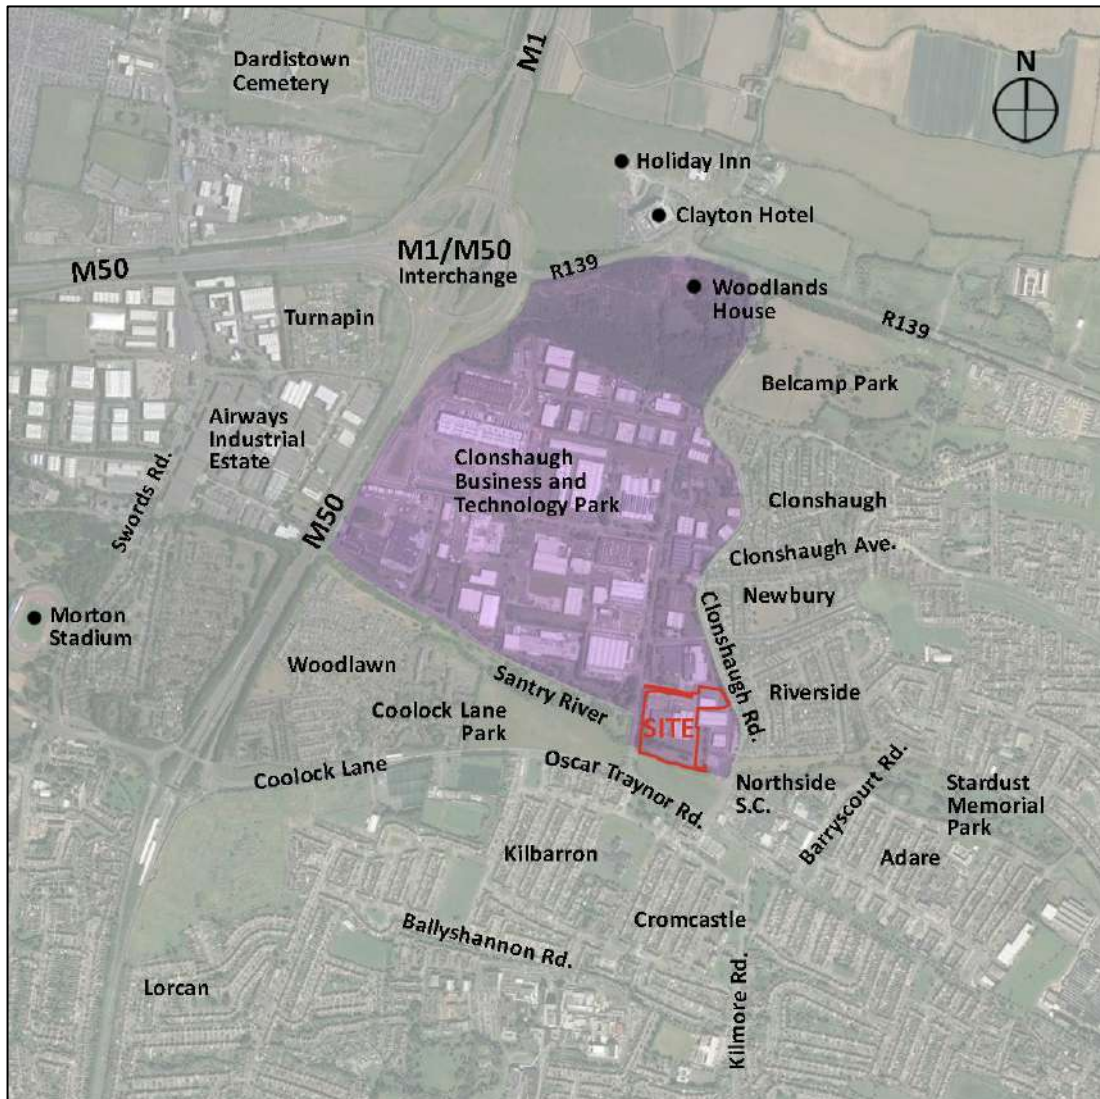 M1
Dardistown
Cemetery
N
Holiday Inn
Clayton Hotel
M1/M50
Interchange
M50
R139
Woodlands
House
R139
Turnapin
Belcamp Park
Airways
Industrial
Estate
Swords Rd.
Clonshaugh
Business and
Technology Park
Clonshaugh
M50
Clonshaugh Ave.
Newbury
Morton
Stadium
Clonshaugh Rd.
Woodlawn
Santry River
Riverside
Coolock Lane
Park
SITE
Coolock Lane
Oscar Traynor Rd.
Northside
S.C.
Barryscourt Rd.
Stardust
Memorial
Park
Kilbarron
Adare
Ballyshannon Rd.
Cromcastle
Lorcan
Kilmore Rd.